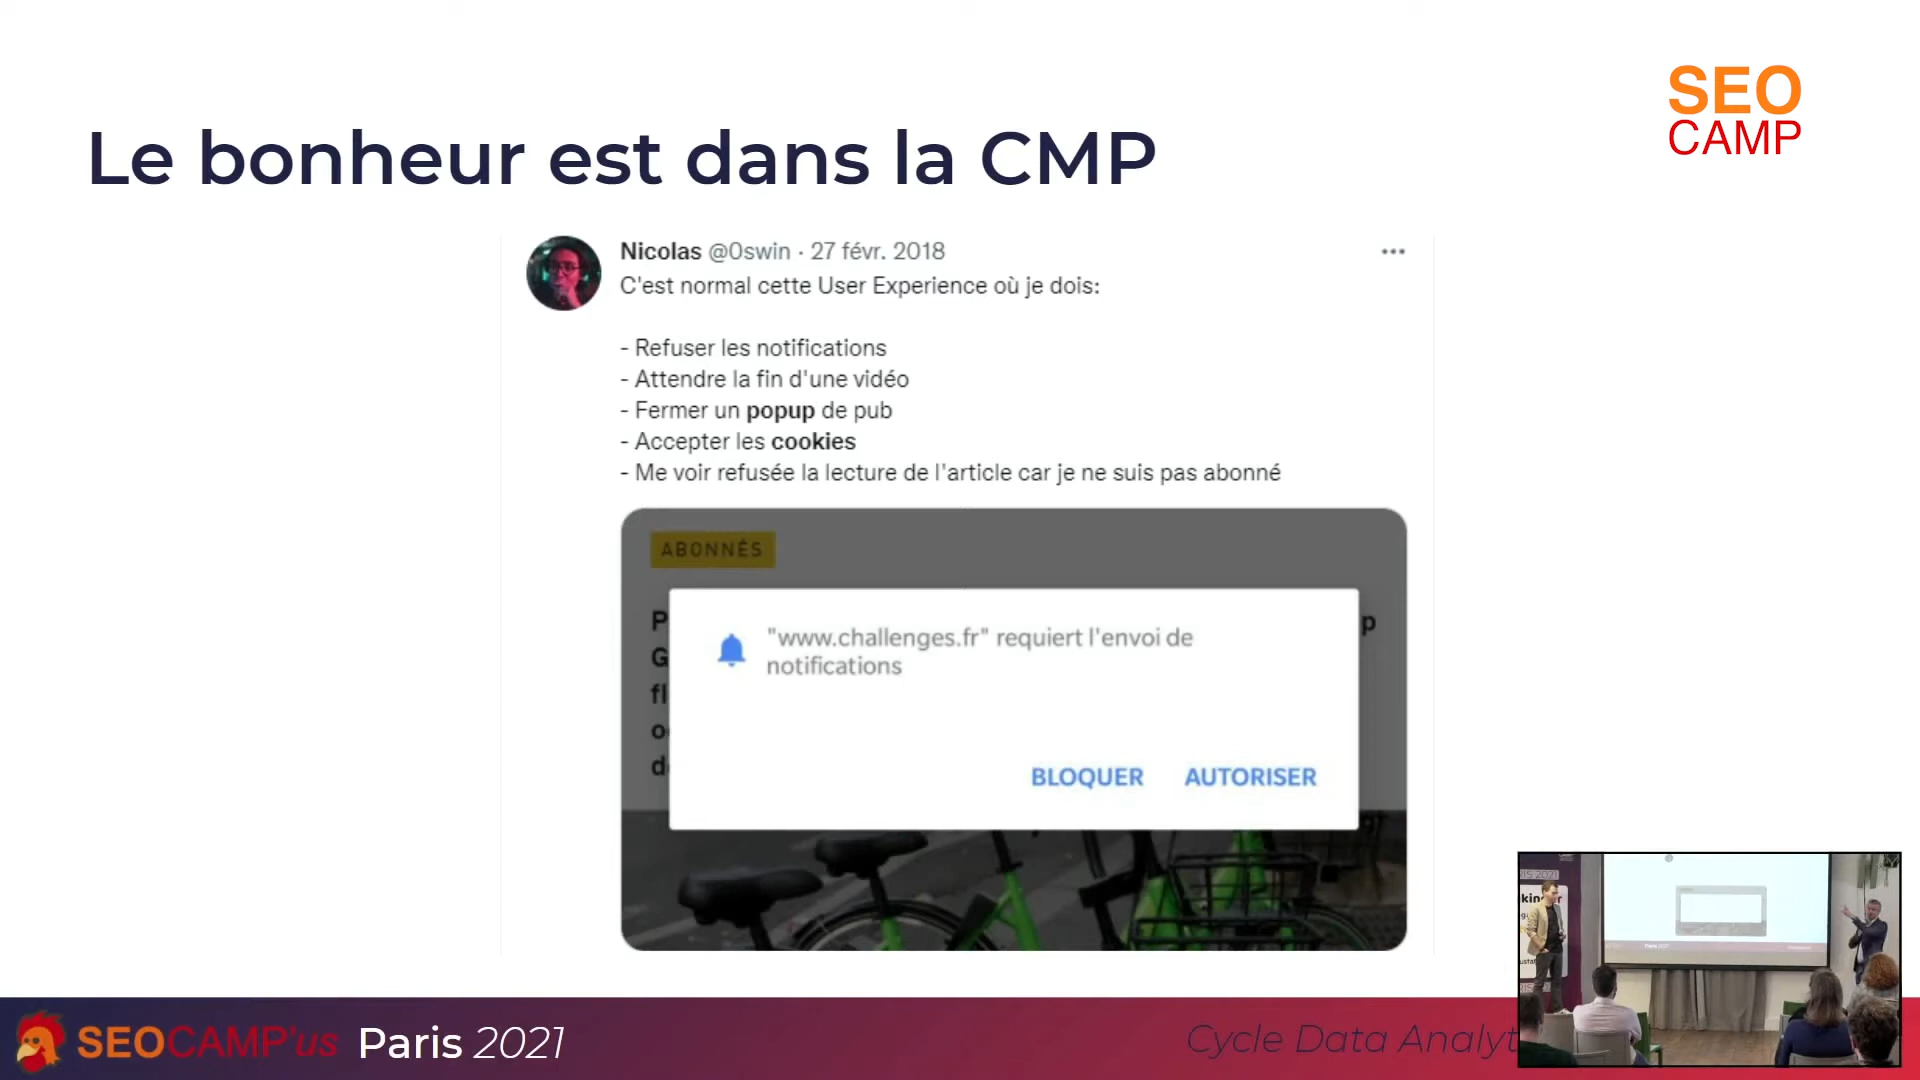 SEO
CAMP
Le bonheur est dans la CMP
Nicolas @0swin · 27 févr. 2018
C'est normal cette User Experience où je dois:
- Refuser les notifications
- Attendre la fin d'une vidéo
- Fermer un popup de pub
- Accepter les cookies
- Me voir refusée la lecture de l'article car je ne suis pas abonné
ABONNÉS
"www.challenges.fr" requiert l'envoi de
notifications
BLOQUER AUTORISER
SEOCAMP'us Paris 2021
Cycle Data Analyt